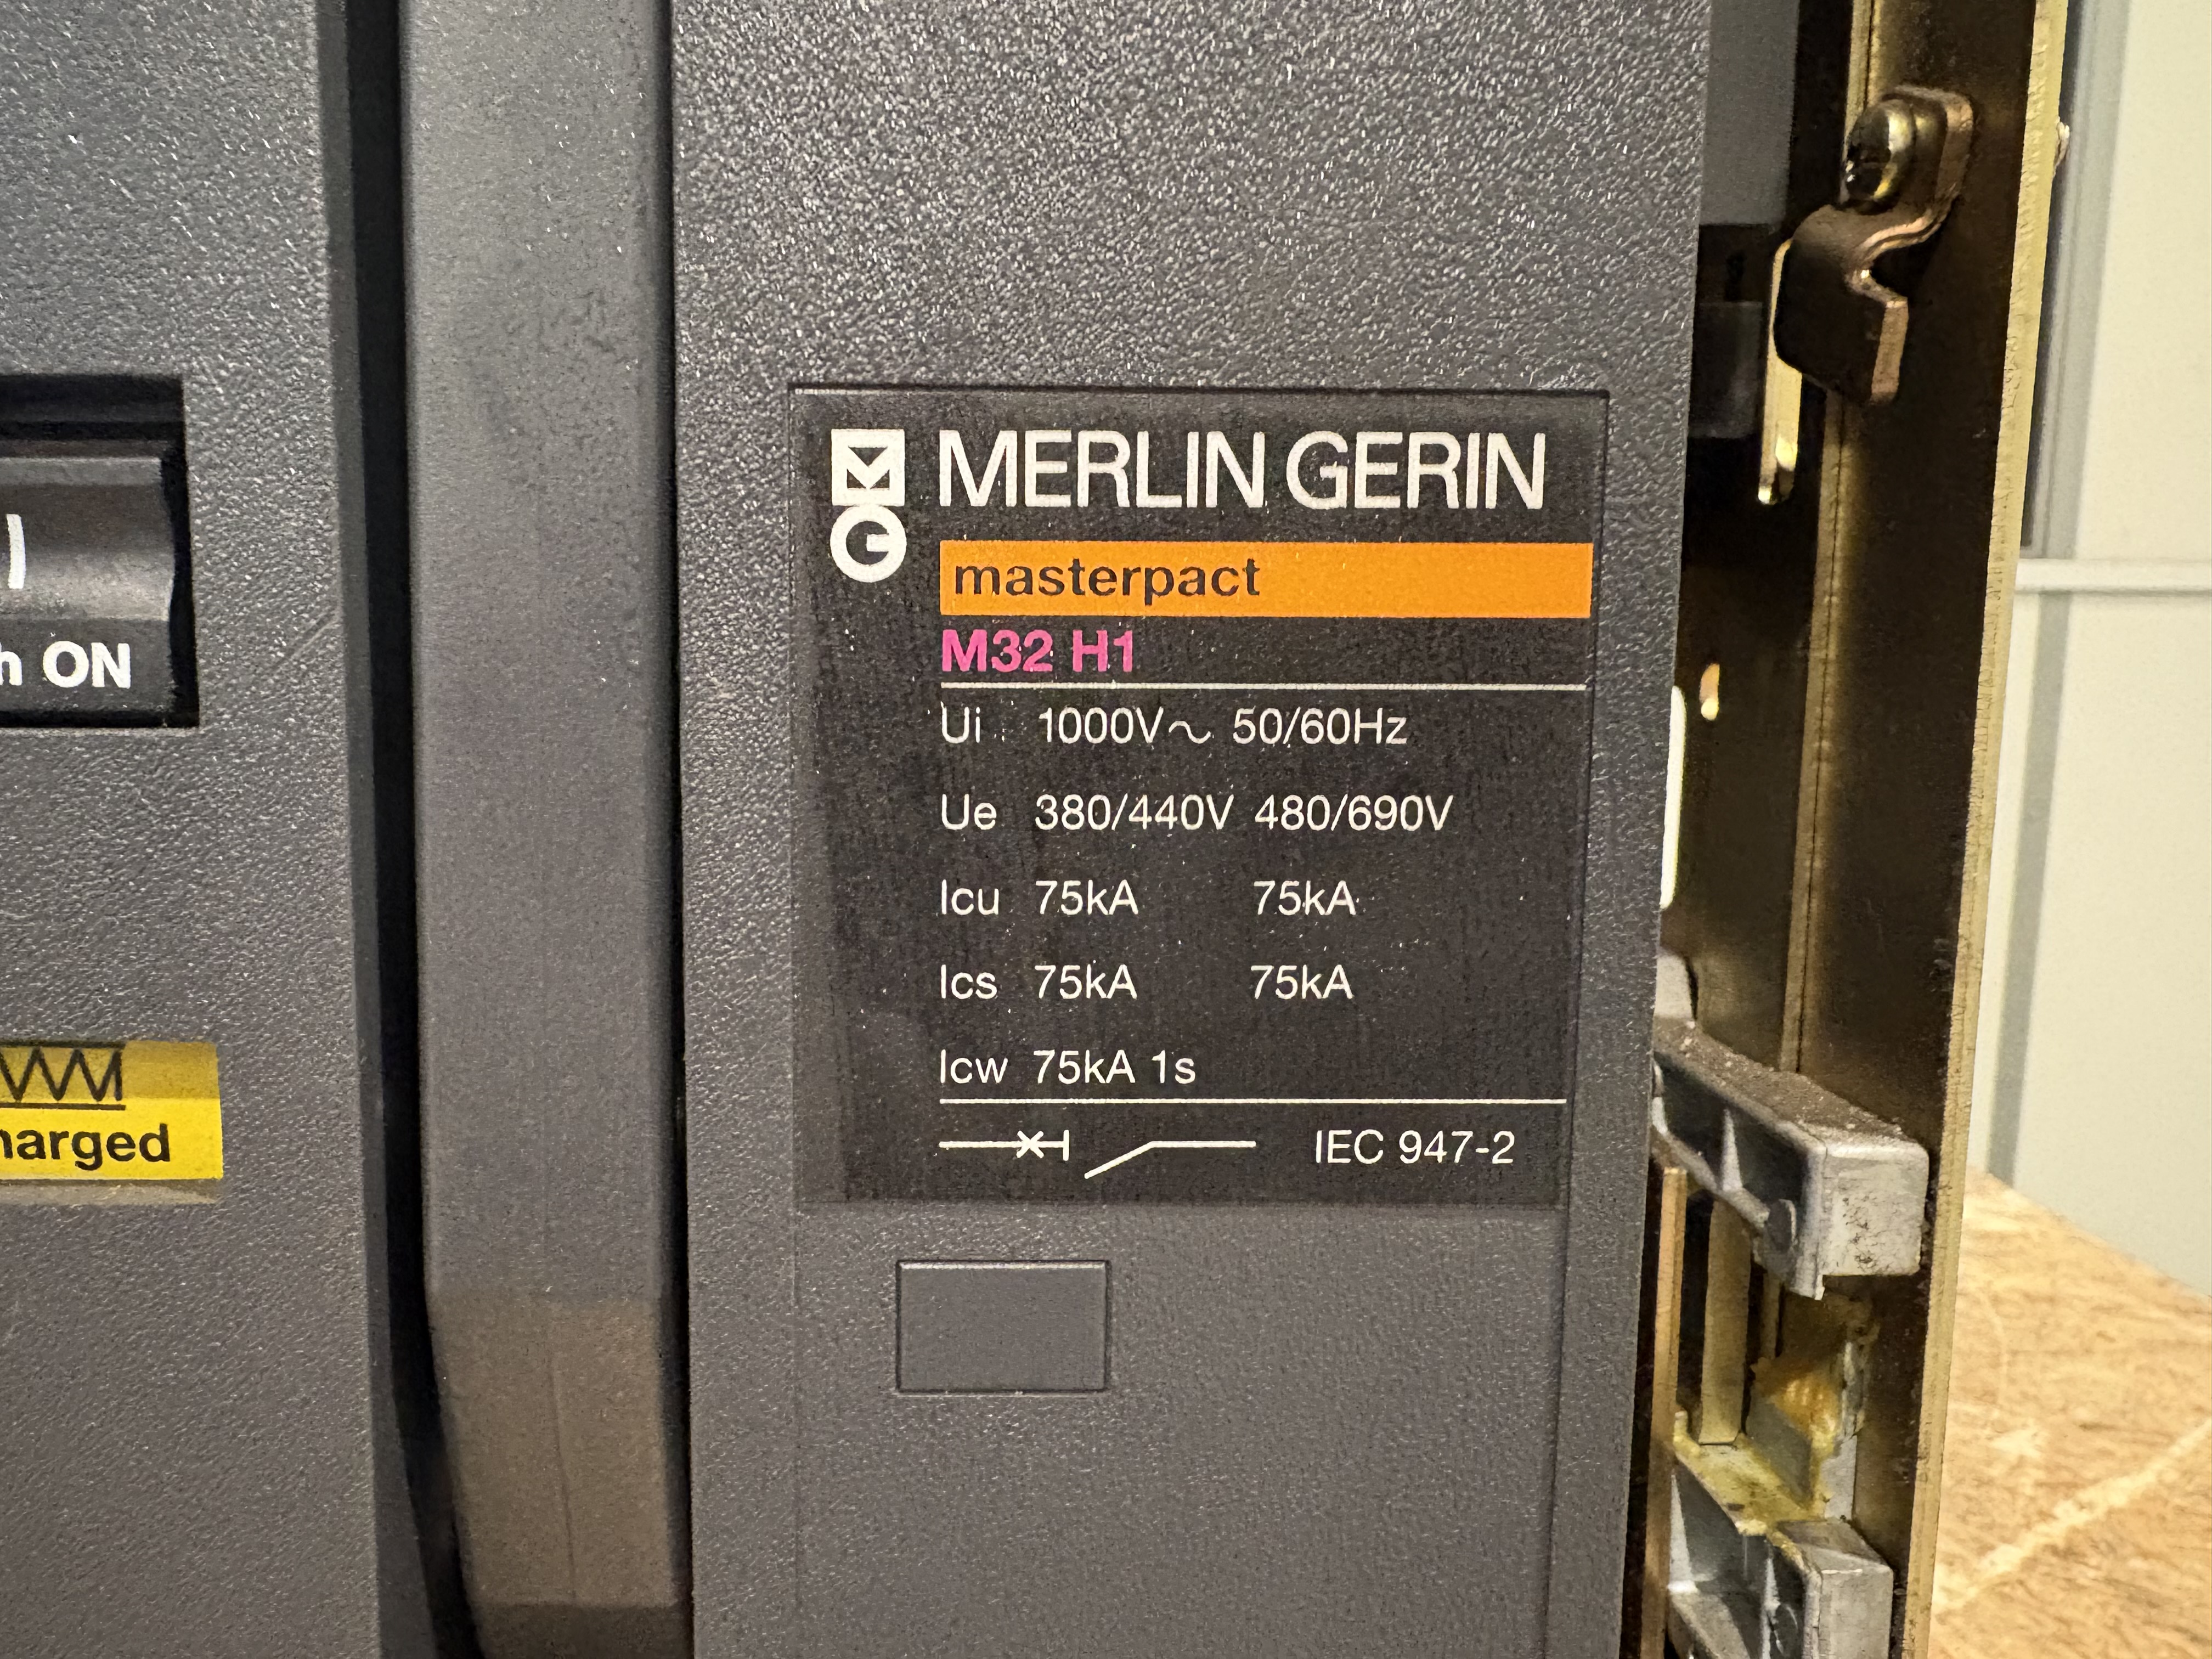 MERLIN GERIN
masterpact
M32 H1
Ui 1000V~ 50/60Hz
Ue 380/440V 480/690V
Icu 75kA 75kA
Ics 75kA 75kA
Icw 75kA 1s
IEC 947-2
I
h ON
harged